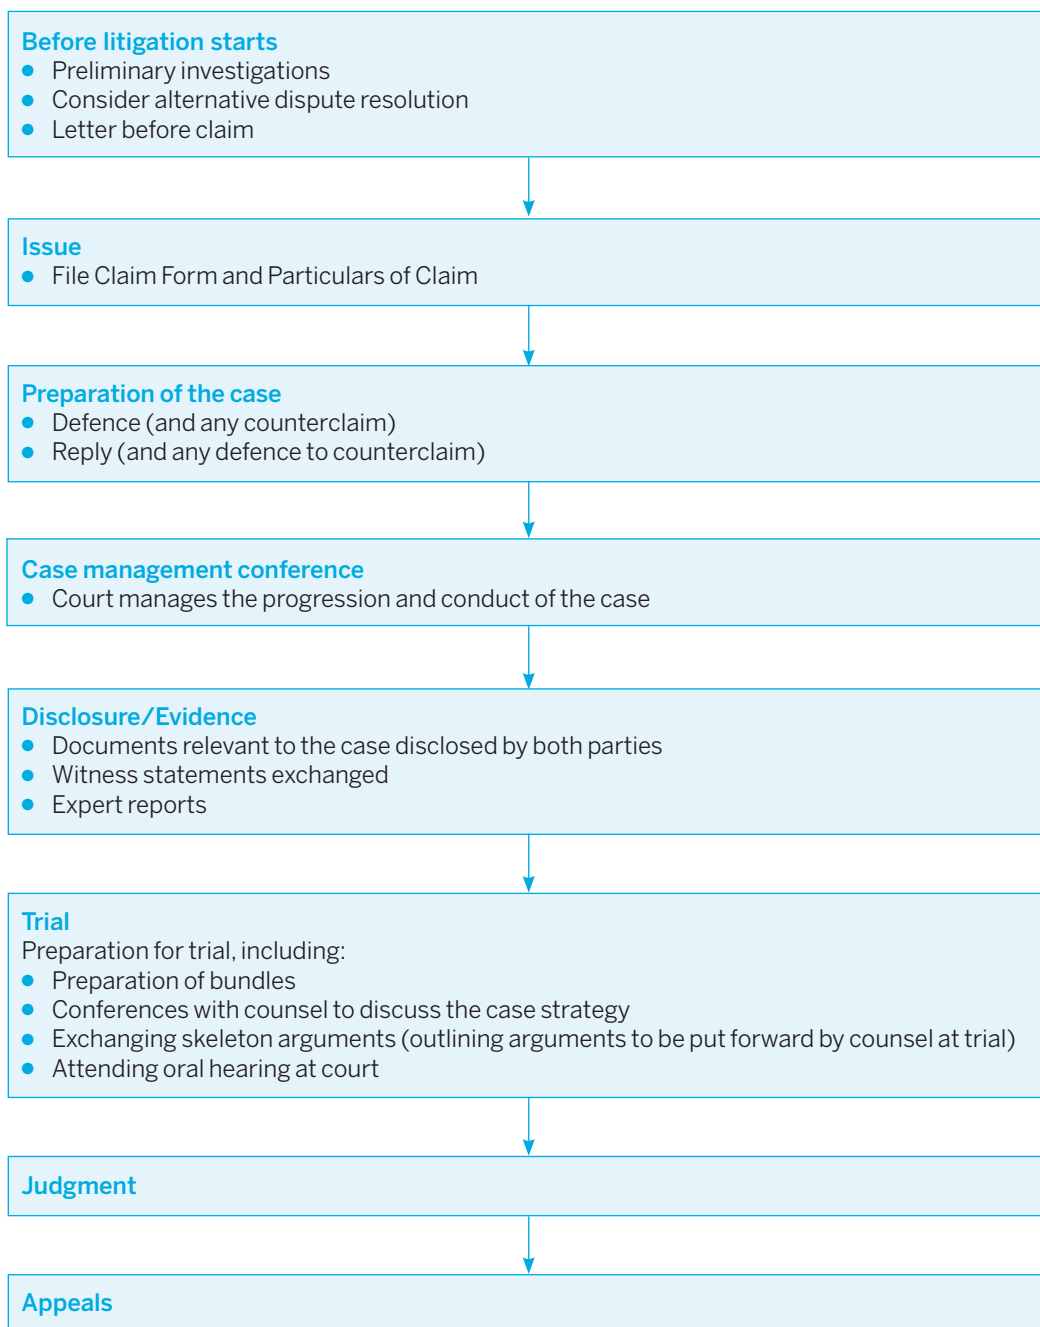 Before litigation starts
● Preliminary investigations
● Consider alternative dispute resolution
● Letter before claim
Issue
● File Claim Form and Particulars of Claim
Preparation of the case
● Defence (and any counterclaim)
● Reply (and any defence to counterclaim)
Case management conference
● Court manages the progression and conduct of the case
Disclosure/Evidence
● Documents relevant to the case disclosed by both parties
● Witness statements exchanged
● Expert reports
Trial
Preparation for trial, including:
● Preparation of bundles
● Conferences with counsel to discuss the case strategy
● Exchanging skeleton arguments (outlining arguments to be put forward by counsel at trial)
● Attending oral hearing at court
Judgment
Appeals